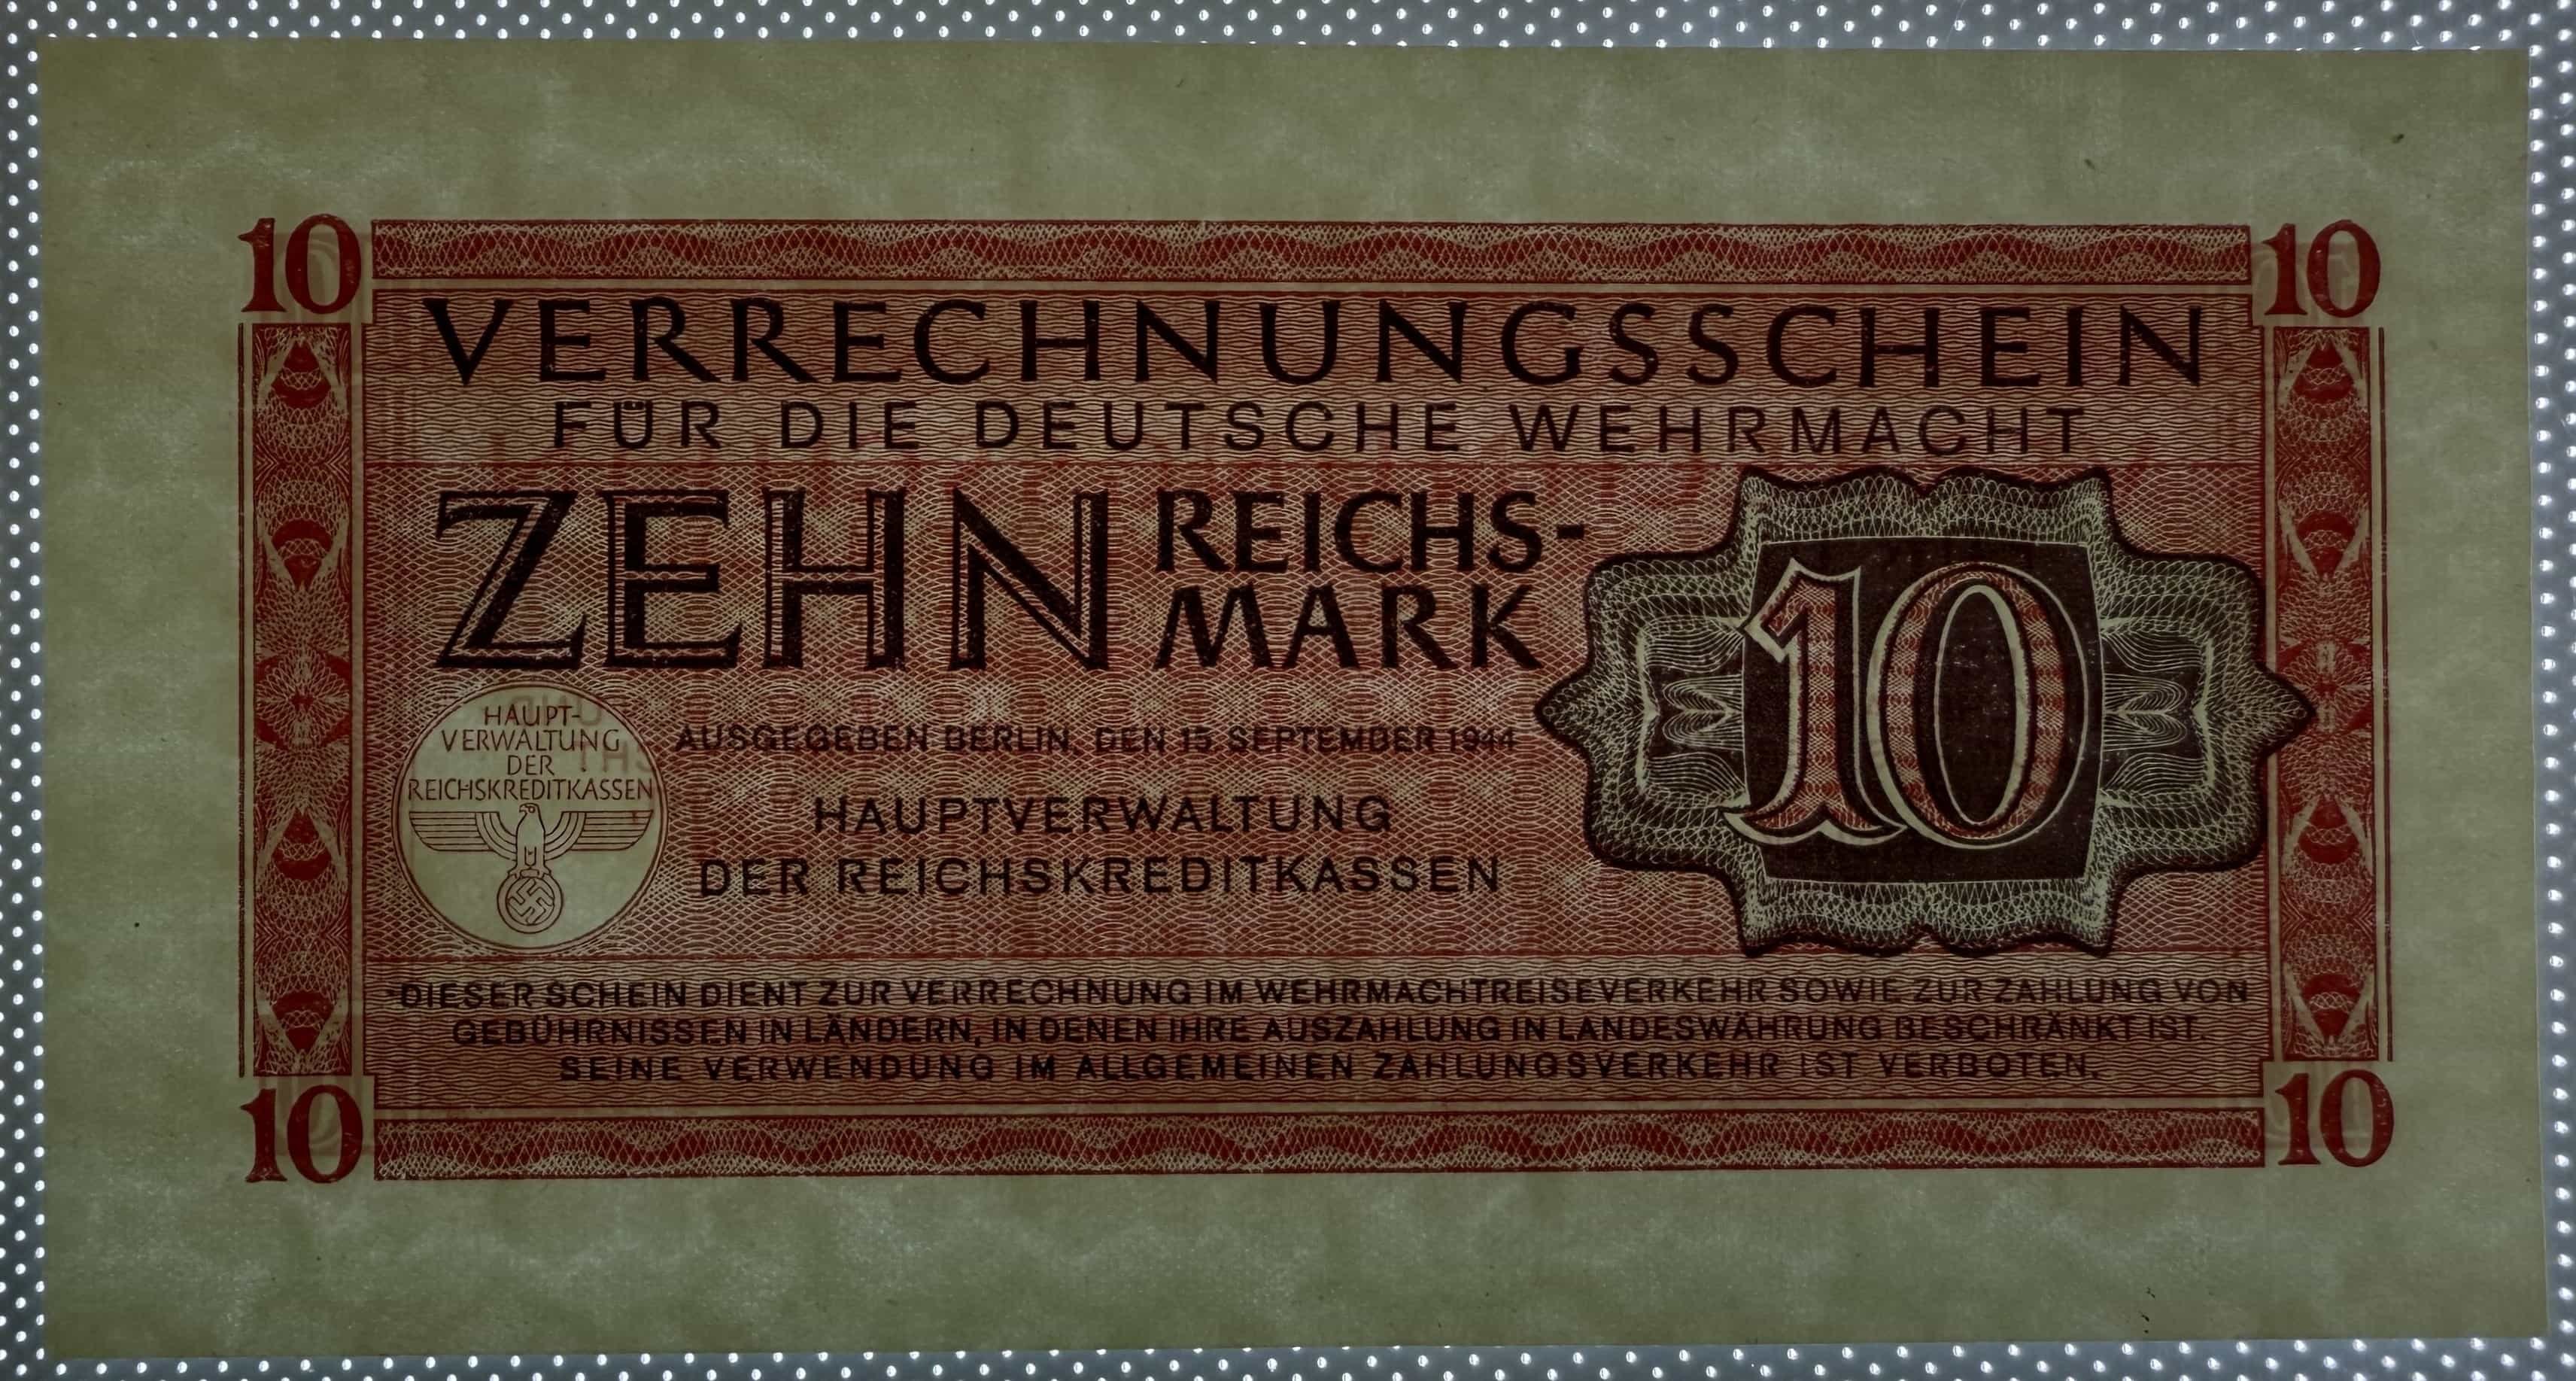 10 10
VERRECHNUNGSSCHEIN
FÜR DIE DEUTSCHE WEHRMACHT
ZEHN REICHS-
MARK
10
HAUPT-
VERWALTUNG
DER
REICHSKREDITKASSEN
AUSGEGEBEN BERLIN, DEN 15. SEPTEMBER 1944
HAUPTVERWALTUNG
DER REICHSKREDITKASSEN
DIESER SCHEIN DIENT ZUR VERRECHNUNG IM WEHRMACHTREISEVERKEHR SOWIE ZUR ZAHLUNG VON
GEBÜHRNISSEN IN LÄNDERN, IN DENEN IHRE AUSZAHLUNG IN LANDESWÄHRUNG BESCHRÄNKT IST.
SEINE VERWENDUNG IM ALLGEMEINEN ZAHLUNGSVERKEHR IST VERBOTEN.
10 10